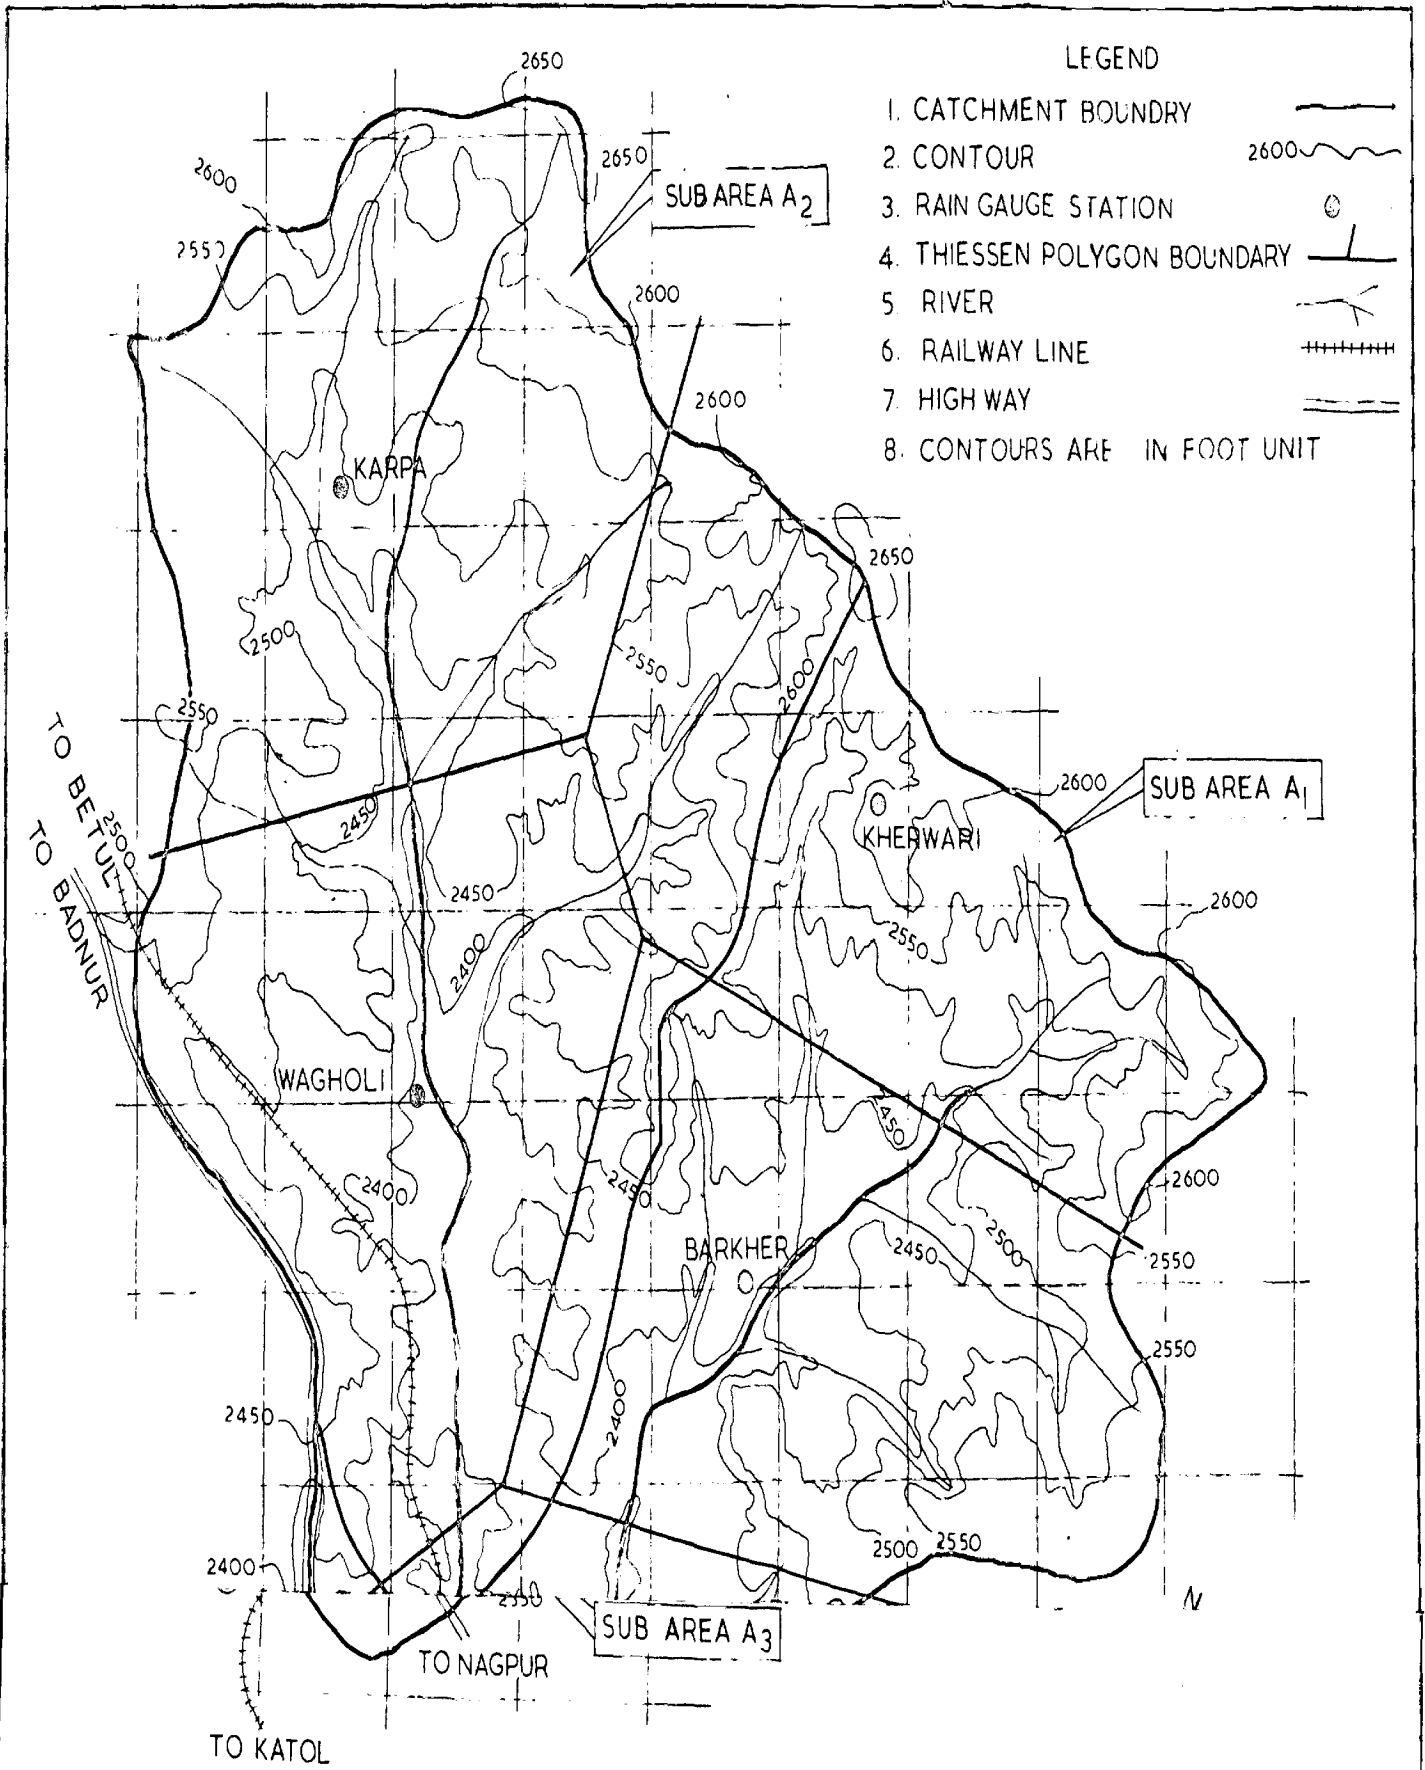 LEGEND
1. CATCHMENT BOUNDRY
2. CONTOUR 2600
3. RAIN GAUGE STATION
4. THIESSEN POLYGON BOUNDARY
5 RIVER
6. RAILWAY LINE
7. HIGH WAY
8. CONTOURS ARE IN FOOT UNIT
2650
2600
2650
SUB AREA A2
2550
2600
2600
KARPA
2650
2500
2550
2600
2550
TO BETUL
2500
TO BADNUR
2600
SUB AREA A1
2450
KHERWARI
2450
2600
2550
2400
WAGHOLI
450
2400
2450
2600
2500
BARKHER
2450
2550
2550
2400
2450
2500
2550
2400
N
SUB AREA A3
TO NAGPUR
TO KATOL